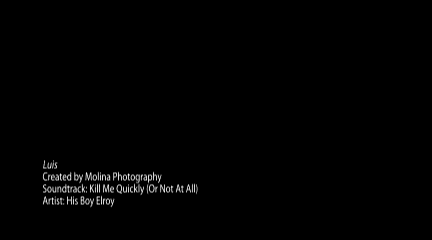 Luis
Created by Molina Photography
Soundtrack: Kill Me Quickly (Or Not At All)
Artist: His Boy Elroy